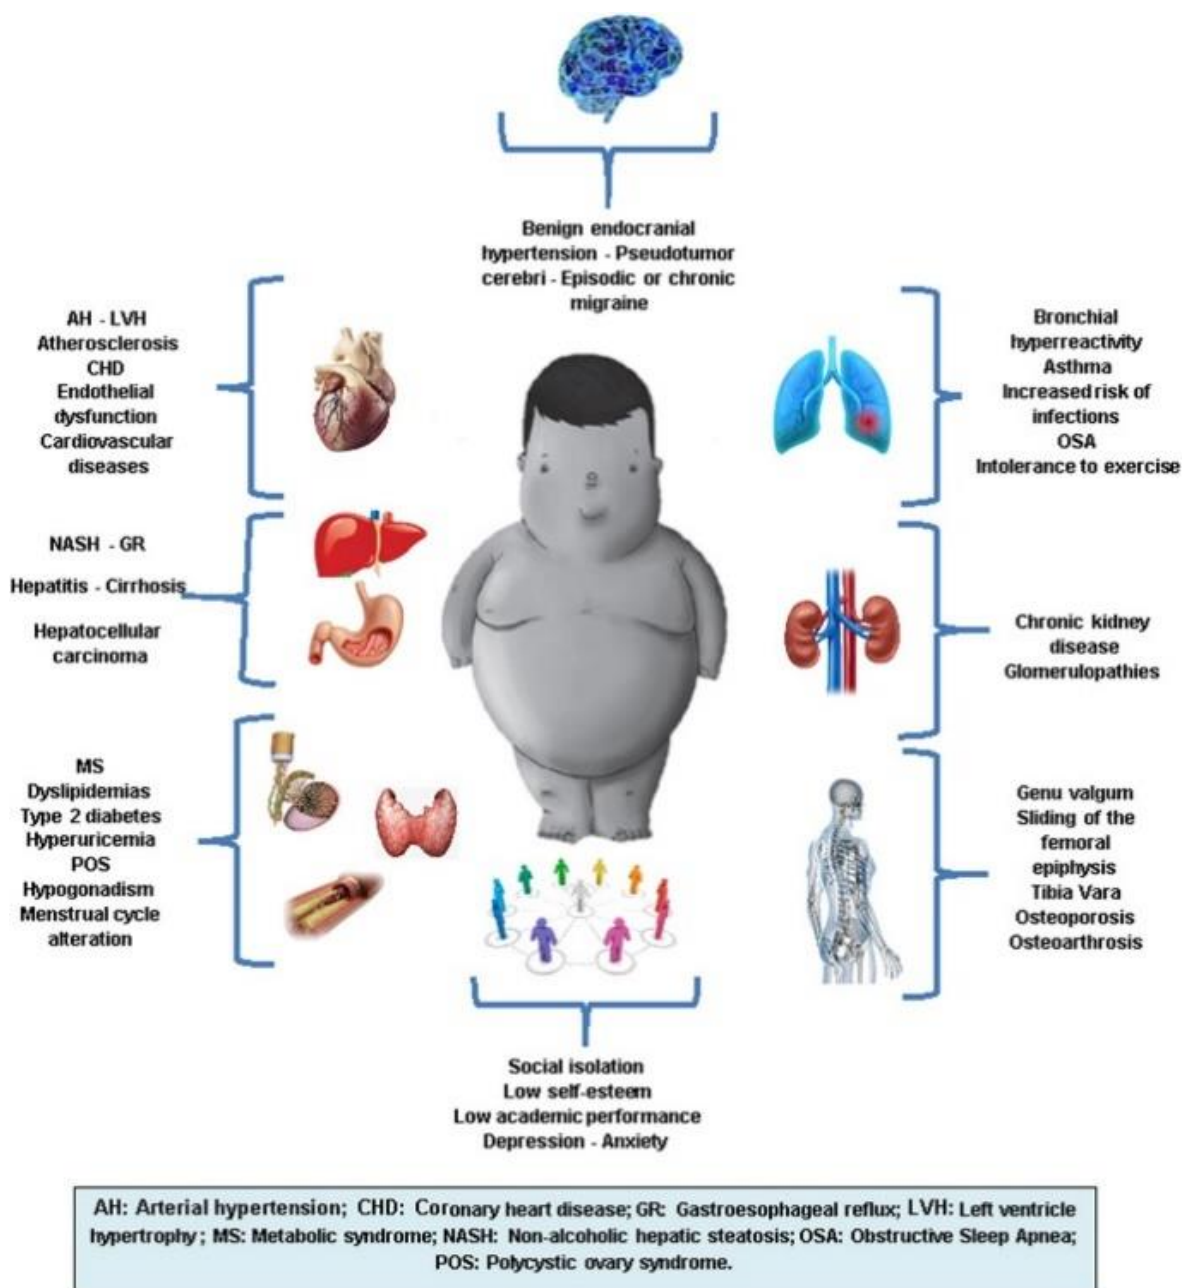 Benign endocranial
hypertension - Pseudotumor
cerebri - Episodic or chronic
migraine
AH - LVH
Atherosclerosis
CHD
Endothelial
dysfunction
Cardiovascular
diseases
Bronchial
hyperreactivity
Asthma
Increased risk of
infections
OSA
Intolerance to exercise
NASH - GR
Hepatitis - Cirrhosis
Hepatocellular
carcinoma
Chronic kidney
disease
Glomerulopathies
MS
Dyslipidemias
Type 2 diabetes
Hyperuricemia
POS
Hypogonadism
Menstrual cycle
alteration
Genu valgum
Sliding of the
femoral
epiphysis
Tibia Vara
Osteoporosis
Osteoarthrosis
Social isolation
Low self-esteem
Low academic performance
Depression - Anxiety
AH: Arterial hypertension; CHD: Coronary heart disease; GR: Gastroesophageal reflux; LVH: Left ventricle
hypertrophy; MS: Metabolic syndrome; NASH: Non-alcoholic hepatic steatosis; OSA: Obstructive Sleep Apnea;
POS: Polycystic ovary syndrome.